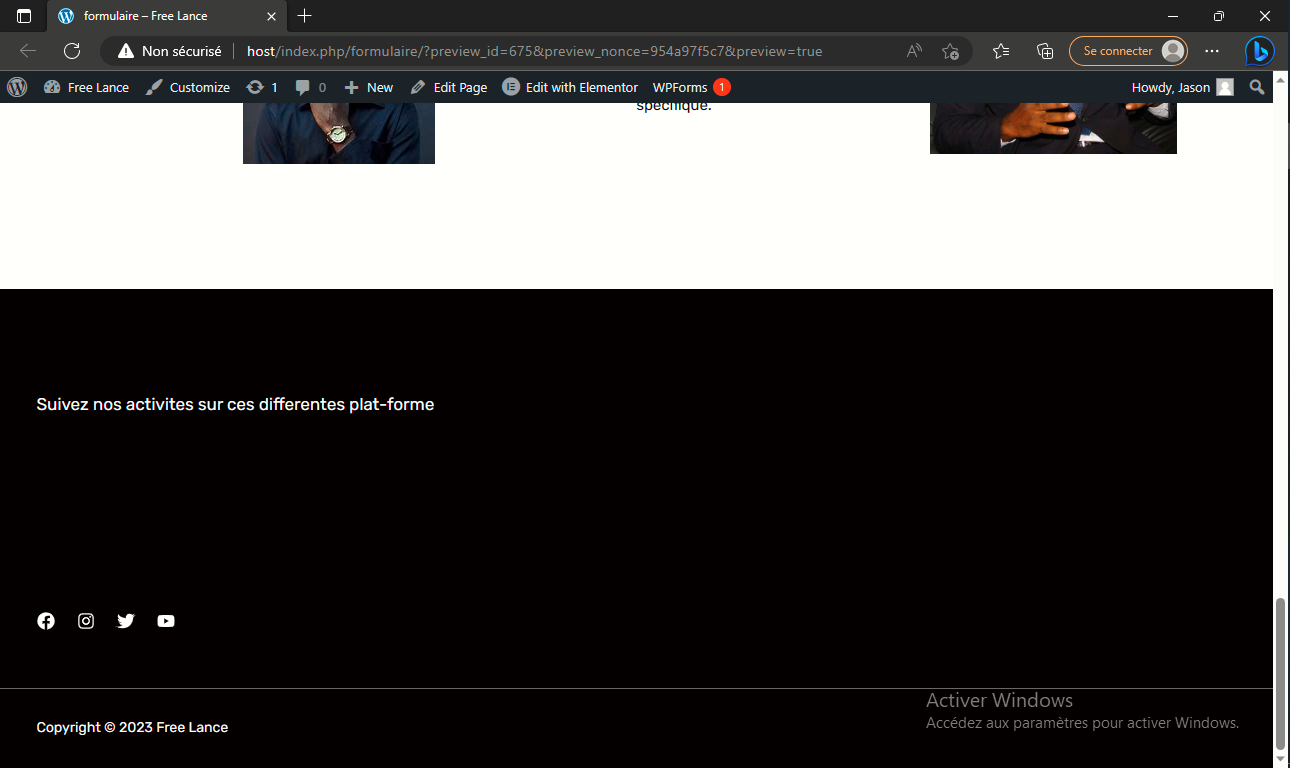 formulaire – Free Lance
Non sécurisé
host/index.php/formulaire/?preview_id=675&preview_nonce=954a97f5c7&preview=true
Se connecter
Free Lance
Customize
1
0
New
Edit Page
Edit with Elementor
WPForms 1
Howdy, Jason
spécifique.
Suivez nos activites sur ces differentes plat-forme
Copyright © 2023 Free Lance
Activer Windows
Accédez aux paramètres pour activer Windows.